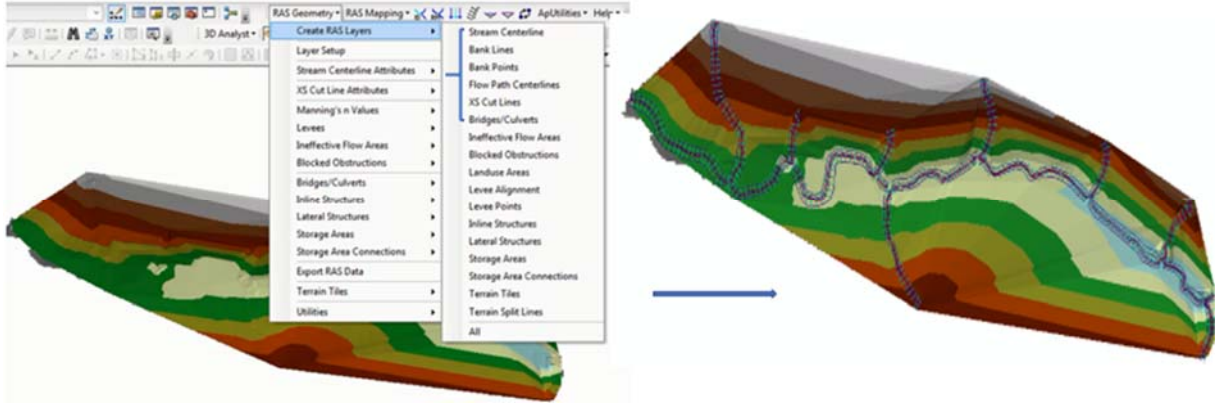 RAS Geometry RAS Mapping ApUtilities Help
3D Analyst
Create RAS Layers
Layer Setup
Stream Centerline Attributes
XS Cut Line Attributes
Manning's n Values
Levees
Ineffective Flow Areas
Blocked Obstructions
Bridges/Culverts
Inline Structures
Lateral Structures
Storage Areas
Storage Area Connections
Export RAS Data
Terrain Tiles
Utilities
Stream Centerline
Bank Lines
Bank Points
Flow Path Centerlines
XS Cut Lines
Bridges/Culverts
Ineffective Flow Areas
Blocked Obstructions
Landuse Areas
Levee Alignment
Levee Points
Inline Structures
Lateral Structures
Storage Areas
Storage Area Connections
Terrain Tiles
Terrain Split Lines
All